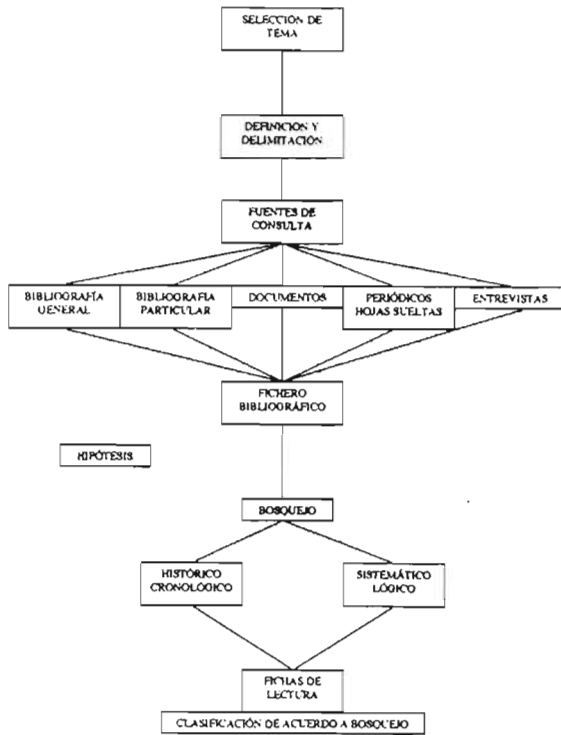 SELECCIÓN DE
TEMA
DEFINICIÓN Y
DELIMITACIÓN
FUENTES DE
CONSULTA
BIBLIOGRAFÍA
GENERAL
BIBLIOGRAFÍA
PARTICULAR
DOCUMENTOS
PERIÓDICOS
HOJAS SUELTAS
ENTREVISTAS
FICHERO
BIBLIOGRÁFICO
HIPÓTESIS
BOSQUEJO
HISTÓRICO
CRONOLÓGICO
SISTEMÁTICO
LÓGICO
FICHAS DE
LECTURA
CLASIFICACIÓN DE ACUERDO A BOSQUEJO